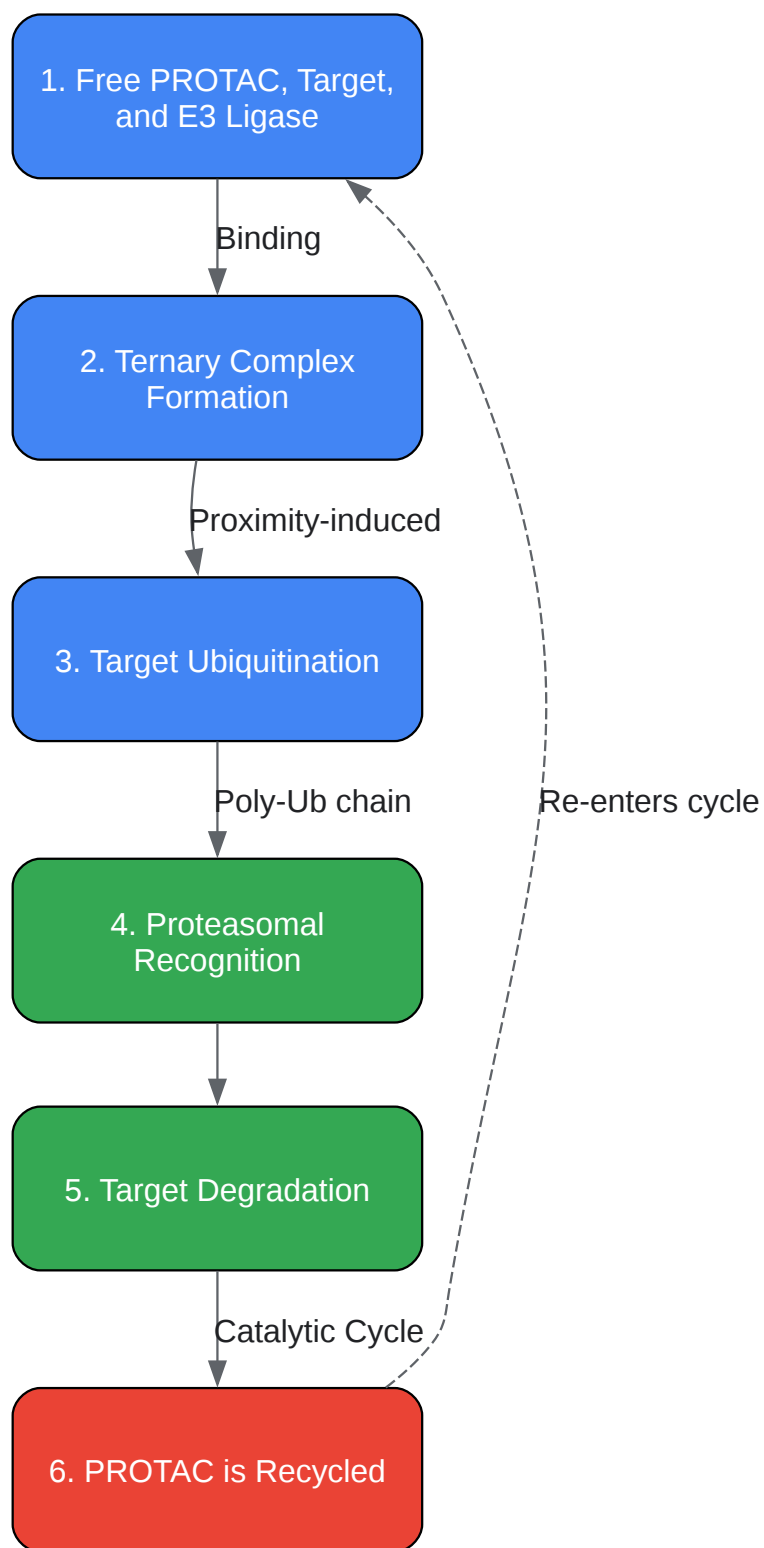 1. Free PROTAC, Target,
and E3 Ligase
Binding
2. Ternary Complex
Formation
Proximity-induced
3. Target Ubiquitination
Poly-Ub chain
Re-enters cycle
4. Proteasomal
Recognition
5. Target Degradation
Catalytic Cycle
6. PROTAC is Recycled